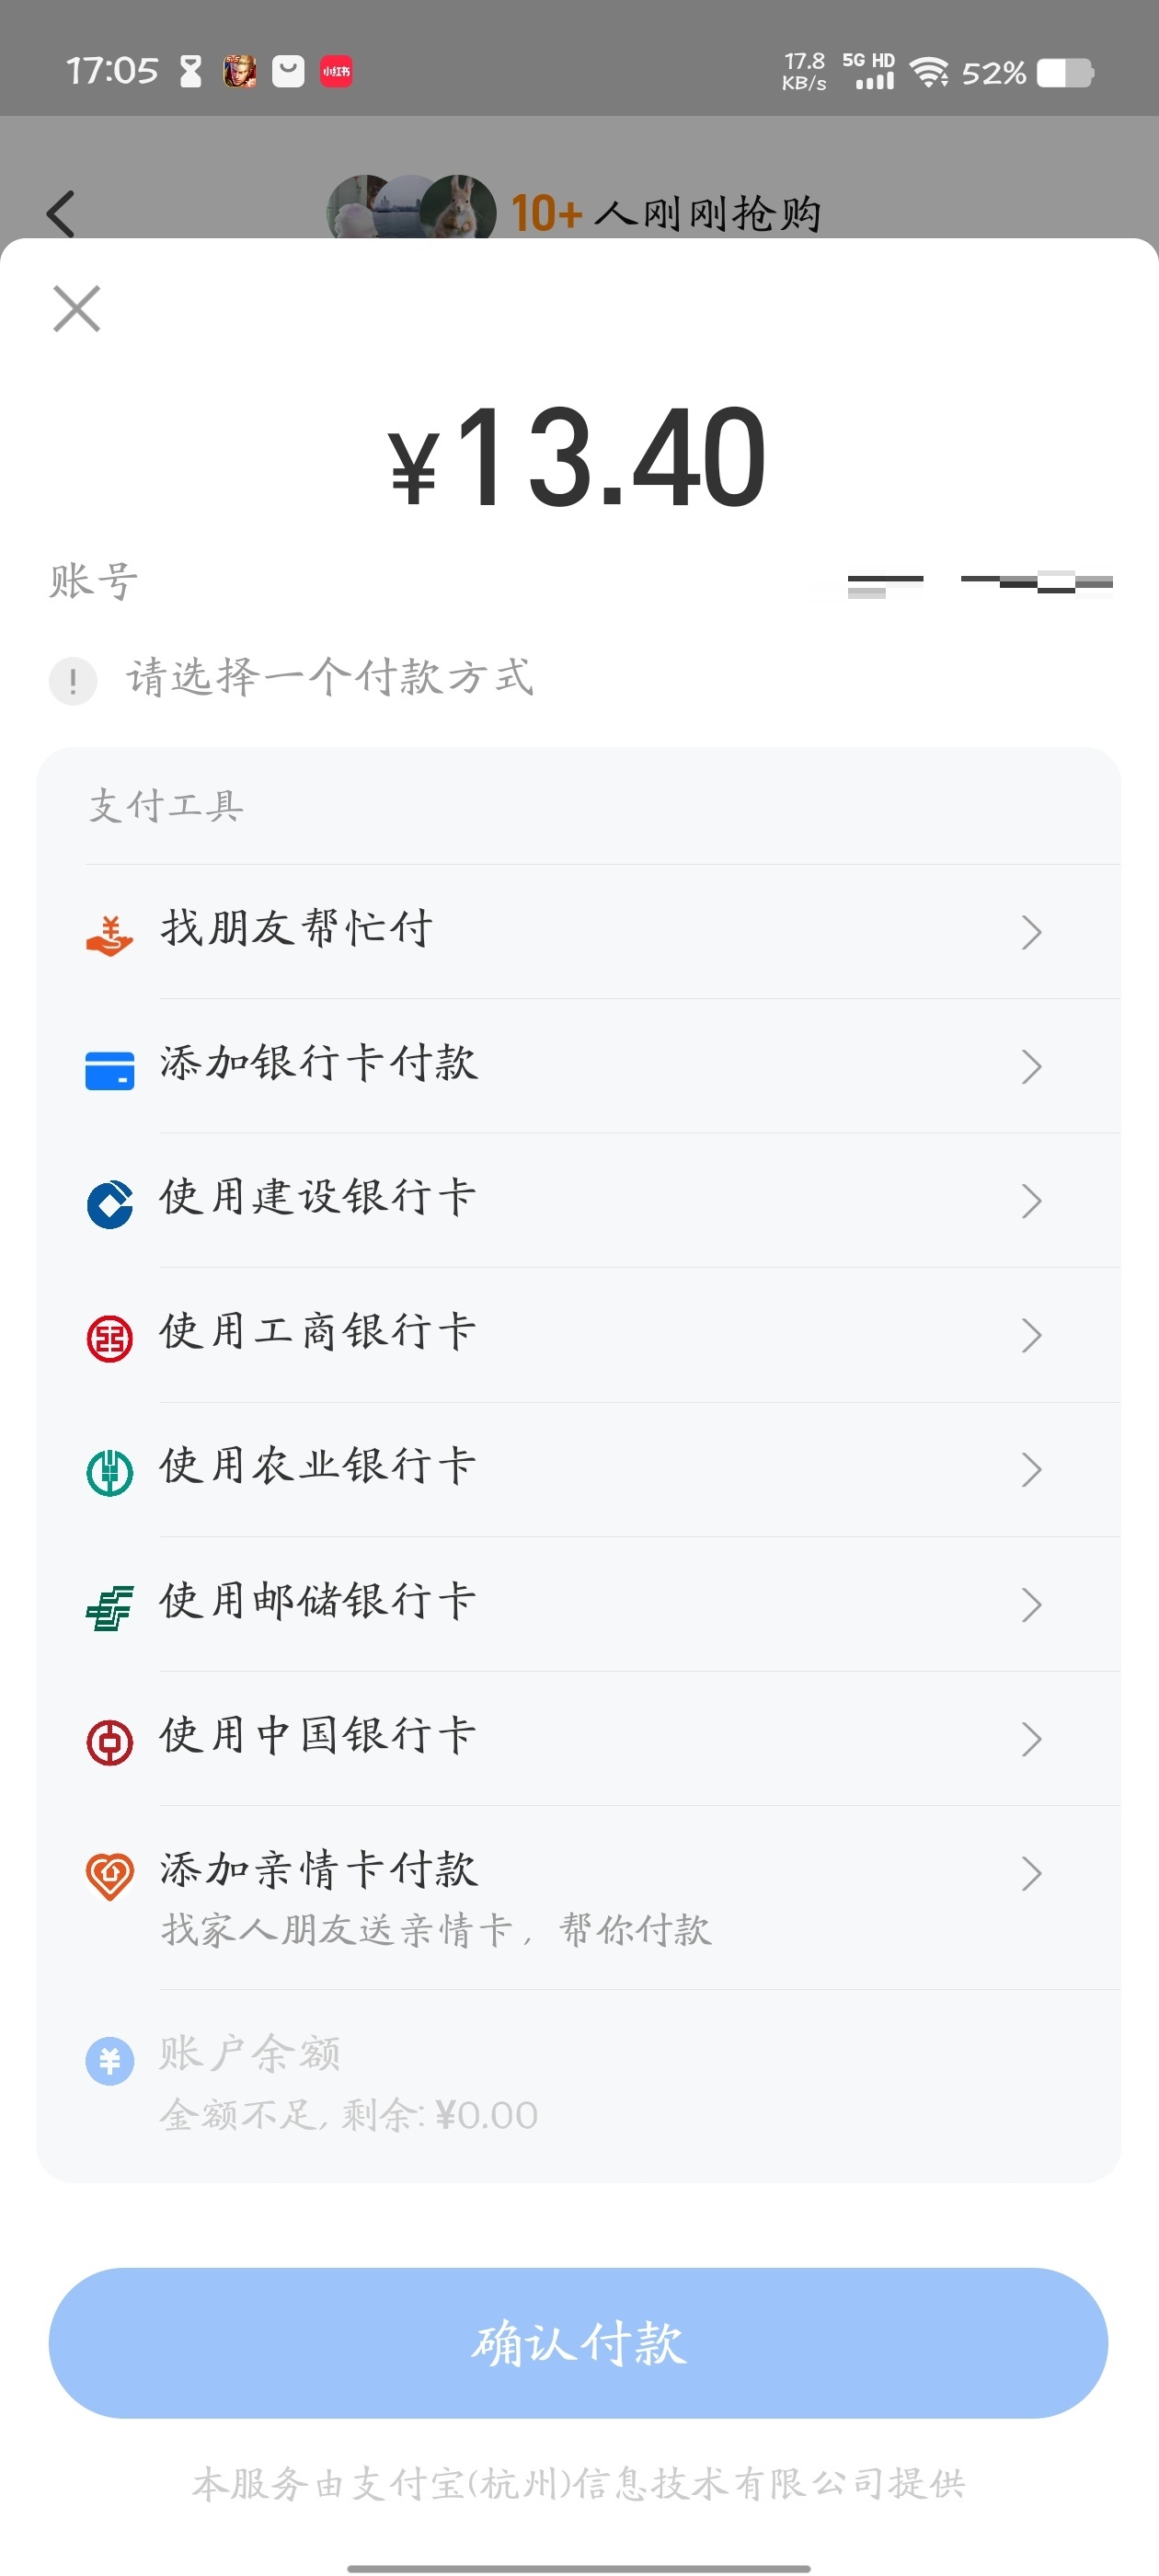 17:05
小红书
17.8 KB/s
5G HD
52%
10+ 人刚刚抢购
¥13.40
账号
请选择一个付款方式
支付工具
找朋友帮忙付
添加银行卡付款
使用建设银行卡
使用工商银行卡
使用农业银行卡
使用邮储银行卡
使用中国银行卡
添加亲情卡付款
找家人朋友送亲情卡，帮你付款
账户余额
金额不足, 剩余: ¥0.00
确认付款
本服务由支付宝(杭州)信息技术有限公司提供